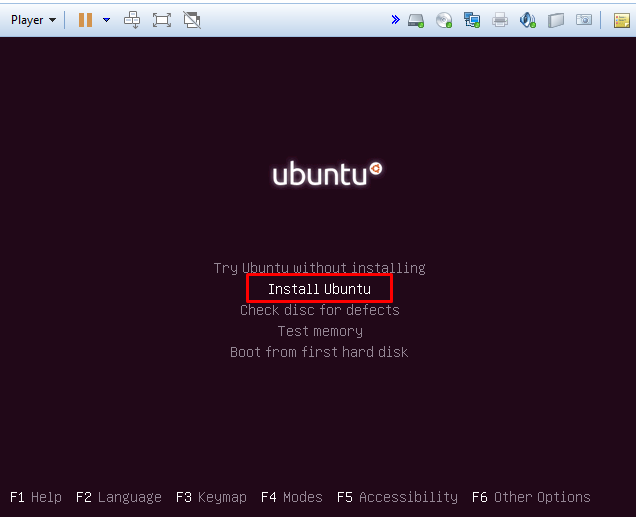 Player
ubuntu
Try Ubuntu without installing
Install Ubuntu
Check disc for defects
Test memory
Boot from first hard disk
F1 Help F2 Language F3 Keymap F4 Modes F5 Accessibility F6 Other Options